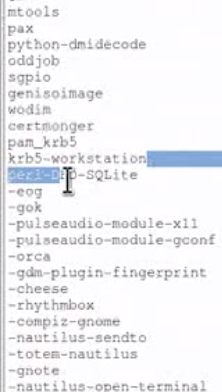 mtools
pax
python-dmidecode
oddjob
sgpio
genisoimage
wodim
certmonger
pam_krb5
krb5-workstation
perl-DBD-SQLite
-eog
-gok
-pulseaudio-module-x11
-pulseaudio-module-gconf
-orca
-gdm-plugin-fingerprint
-cheese
-rhythmbox
-compiz-gnome
-nautilus-sendto
-totem-nautilus
-gnote
-nautilus-open-terminal